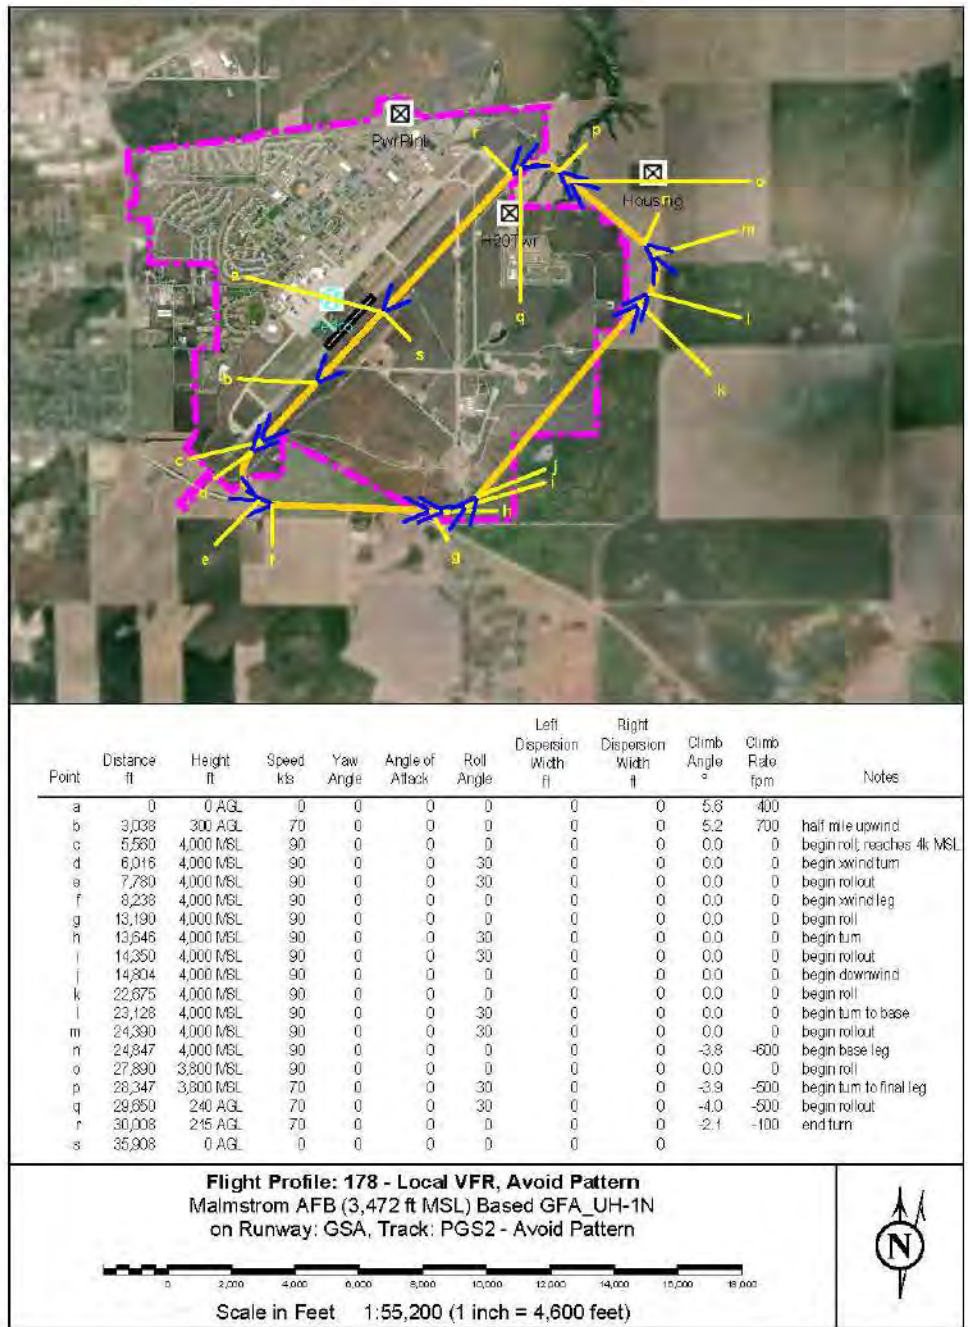 PwrPlnt
r
p
o
Housing
n
m
H20Twr
a
q
l
s
b
k
c
j
i
d
h
e
f
g
Point Distance ft Height ft Speed kts Yaw Angle Angle of Attack Roll Angle Left Dispersion Width ft Right Dispersion Width ft Climb Angle ° Climb Rate fpm Notes
a 0 0 AGL 0 0 0 0 0 0 5.6 400
b 3,038 300 AGL 70 0 0 0 0 0 5.2 700 half mile upwind
c 5,560 4,000 MSL 90 0 0 0 0 0 0.0 0 begin roll; reaches 4k MSL
d 6,016 4,000 MSL 90 0 0 30 0 0 0.0 0 begin xwind turn
e 7,780 4,000 MSL 90 0 0 30 0 0 0.0 0 begin rollout
f 8,236 4,000 MSL 90 0 0 0 0 0 0.0 0 begin xwind leg
g 13,190 4,000 MSL 90 0 0 0 0 0 0.0 0 begin roll
h 13,646 4,000 MSL 90 0 0 30 0 0 0.0 0 begin turn
i 14,350 4,000 MSL 90 0 0 30 0 0 0.0 0 begin rollout
j 14,804 4,000 MSL 90 0 0 0 0 0 0.0 0 begin downwind
k 22,675 4,000 MSL 90 0 0 0 0 0 0.0 0 begin roll
l 23,128 4,000 MSL 90 0 0 30 0 0 0.0 0 begin turn to base
m 24,390 4,000 MSL 90 0 0 30 0 0 0.0 0 begin rollout
n 24,847 4,000 MSL 90 0 0 0 0 0 -3.8 -600 begin base leg
o 27,890 3,800 MSL 90 0 0 0 0 0 0.0 0 begin roll
p 28,347 3,800 MSL 70 0 0 30 0 0 -3.9 -500 begin turn to final leg
q 29,650 240 AGL 70 0 0 30 0 0 -4.0 -500 begin rollout
r 30,008 215 AGL 70 0 0 0 0 0 -2.1 -100 end turn
s 35,908 0 AGL 0 0 0 0 0 0
Flight Profile: 178 - Local VFR, Avoid Pattern
Malmstrom AFB (3,472 ft MSL) Based GFA_UH-1N
on Runway: GSA, Track: PGS2 - Avoid Pattern
N
0 2,000 4,000 6,000 8,000 10,000 12,000 14,000 16,000 18,000
Scale in Feet 1:55,200 (1 inch = 4,600 feet)